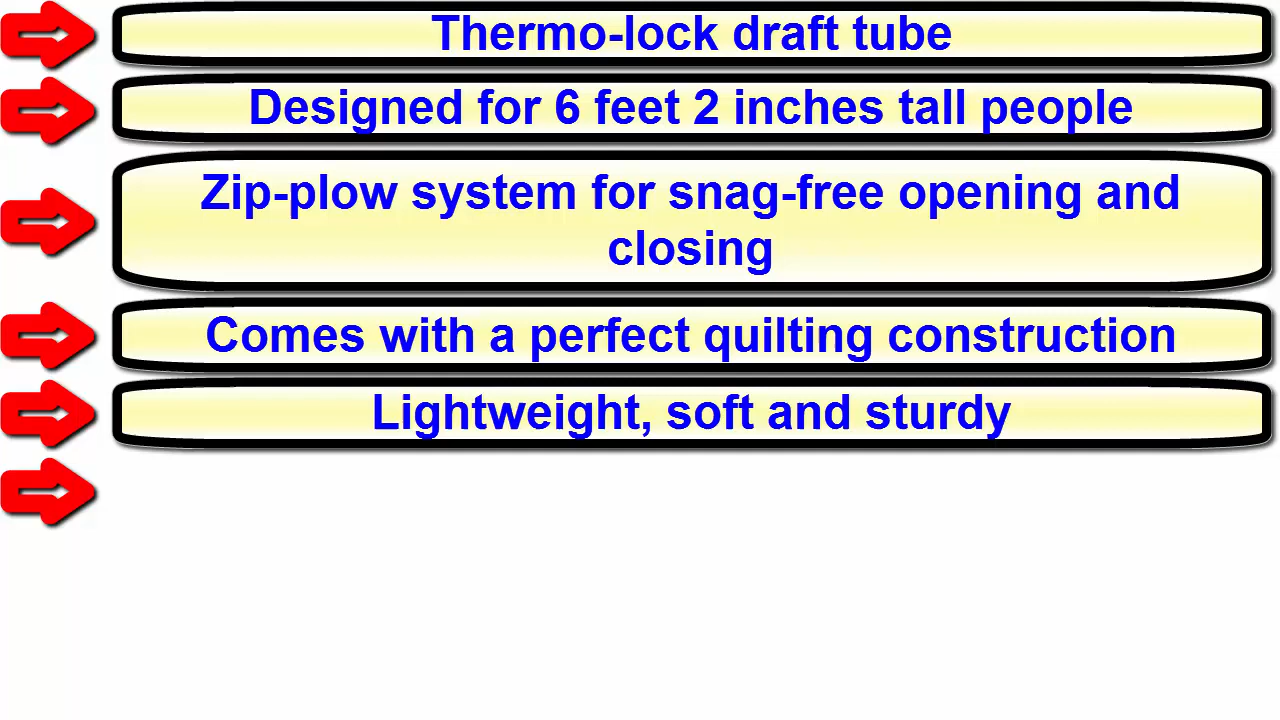 Thermo-lock draft tube
Designed for 6 feet 2 inches tall people
Zip-plow system for snag-free opening and
closing
Comes with a perfect quilting construction
Lightweight, soft and sturdy